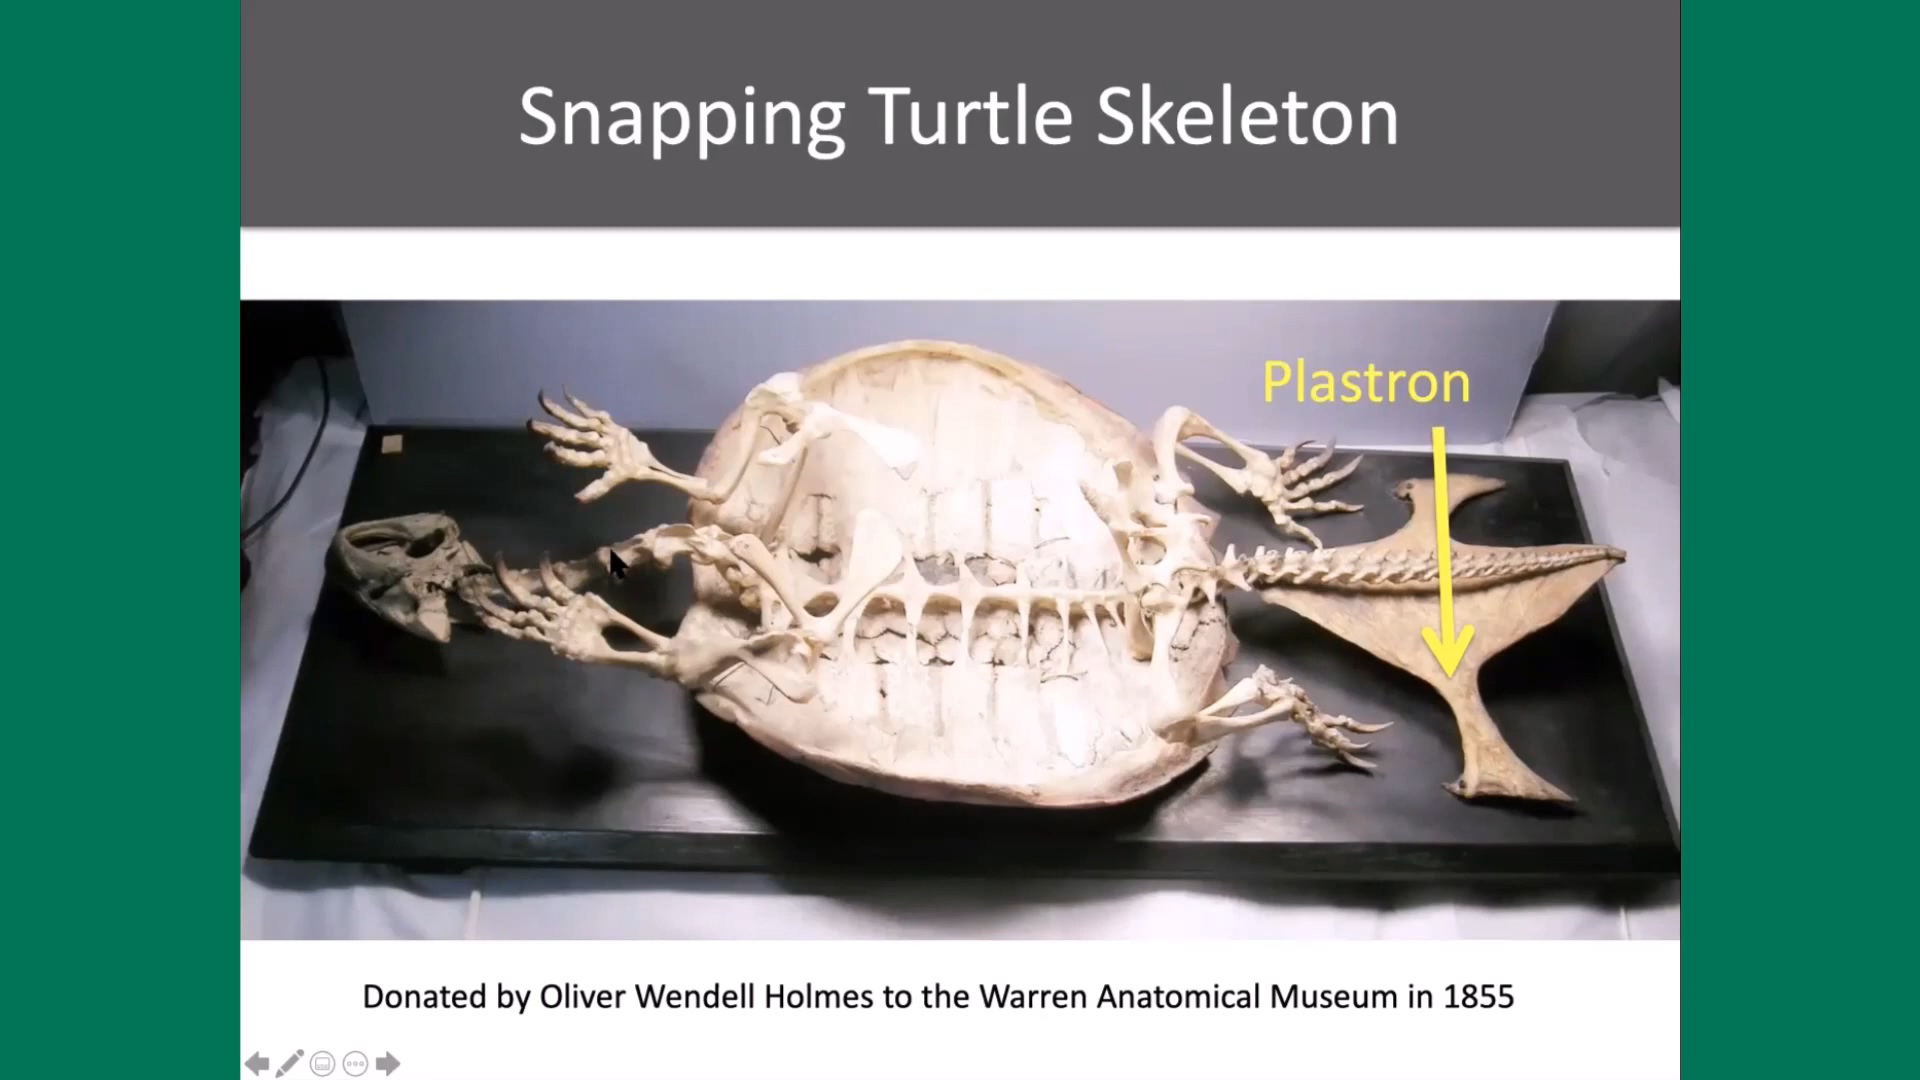 Snapping Turtle Skeleton
Plastron
Donated by Oliver Wendell Holmes to the Warren Anatomical Museum in 1855